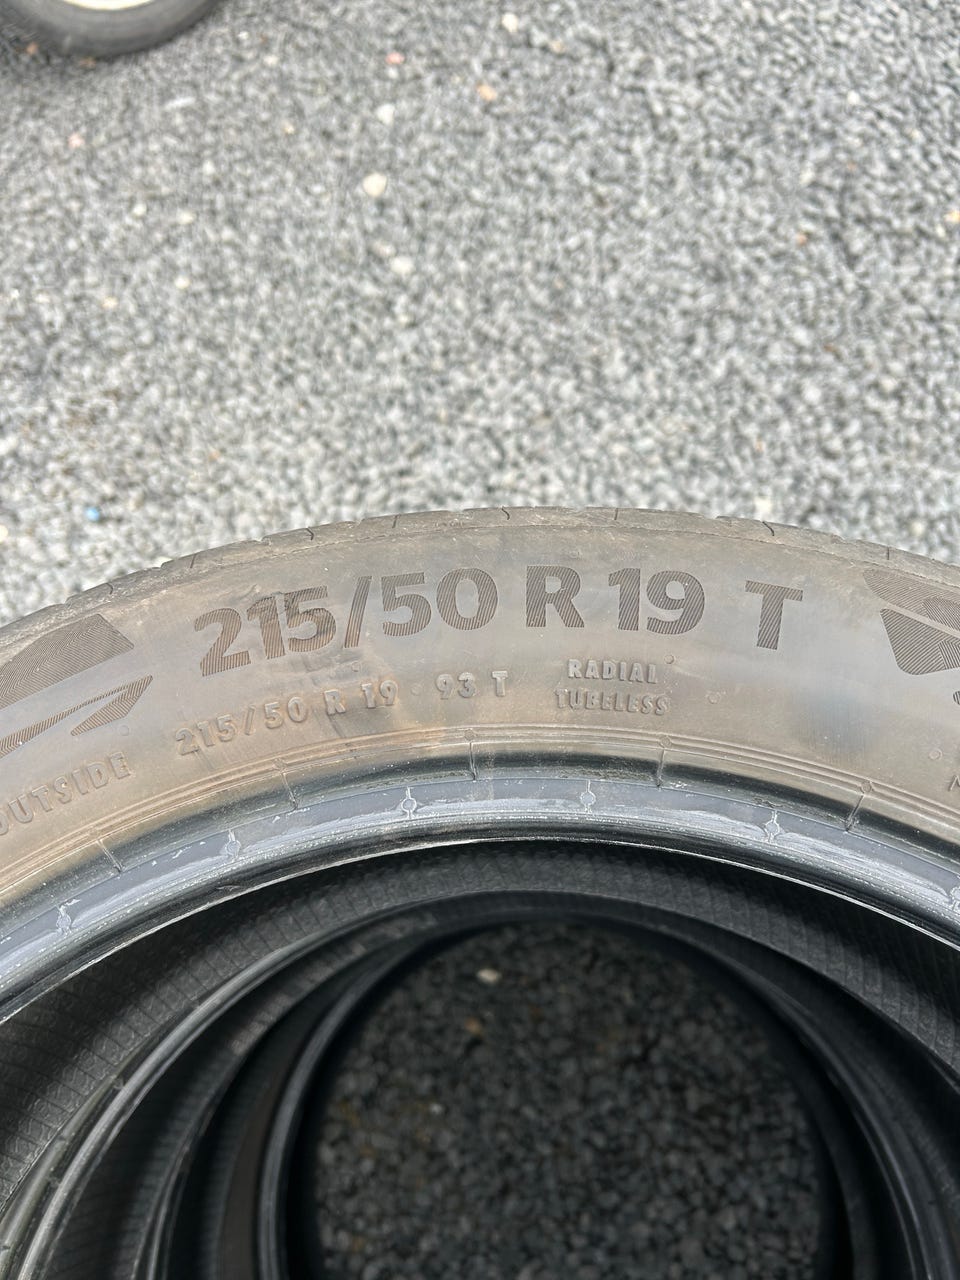 215/50 R 19 T
215/50 R 19 93 T
RADIAL
TUBELESS
OUTSIDE